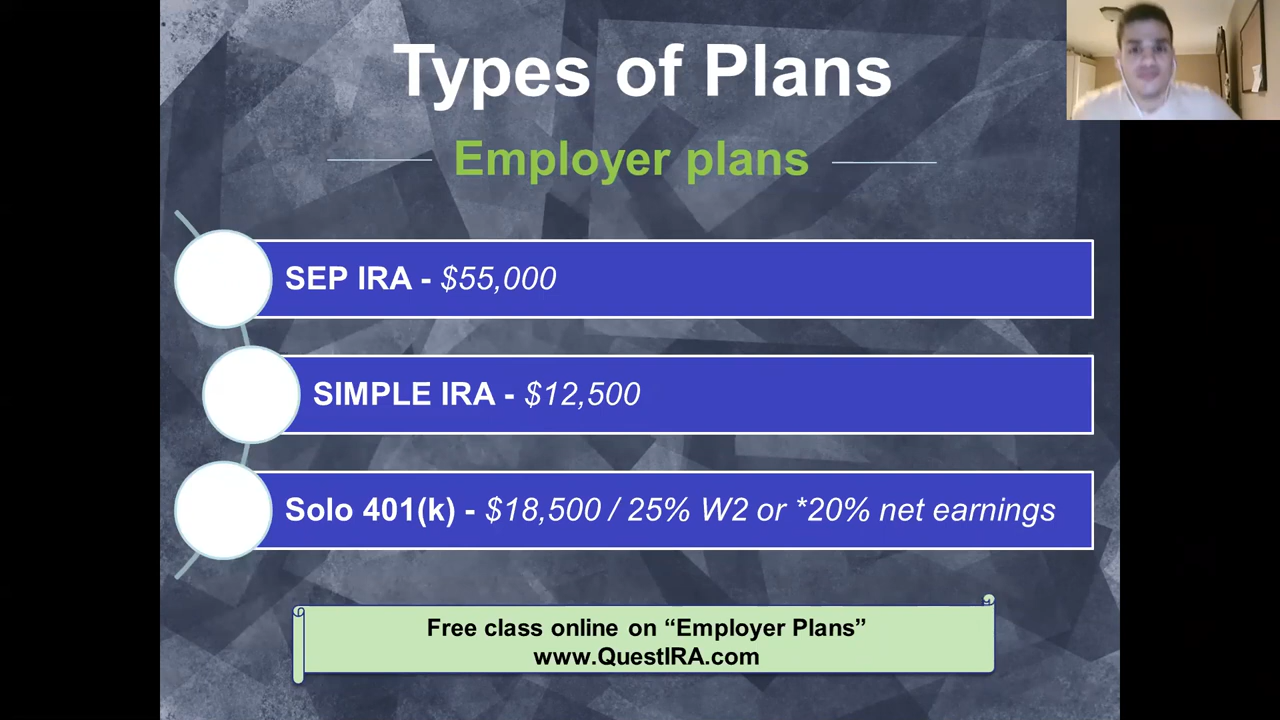 Types of Plans
Employer plans
SEP IRA - $55,000
SIMPLE IRA - $12,500
Solo 401(k) - $18,500 / 25% W2 or *20% net earnings
Free class online on “Employer Plans”
www.QuestIRA.com